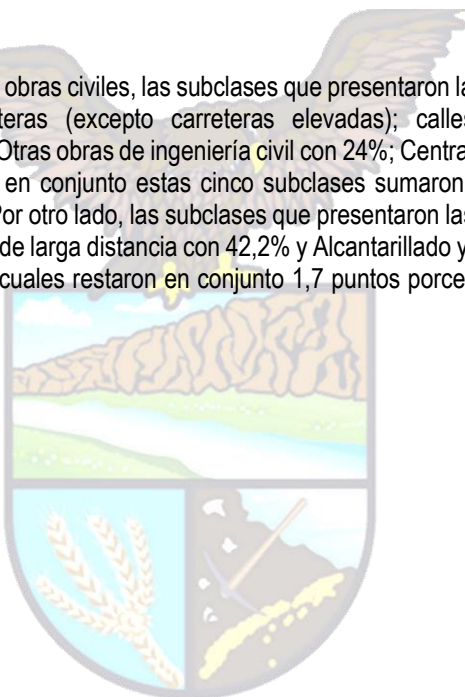 obras civiles, las subclases que presentaron la
teras (excepto carreteras elevadas); calles
Otras obras de ingeniería civil con 24%; Centra
en conjunto estas cinco subclases sumaron
Por otro lado, las subclases que presentaron las
de larga distancia con 42,2% y Alcantarillado y
cuales restaron en conjunto 1,7 puntos porce